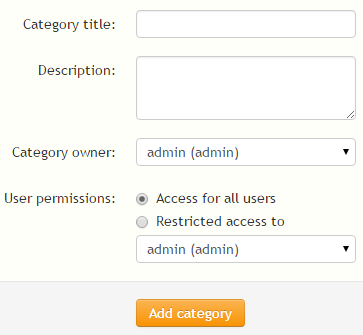 Category title:
Description:
Category owner:
admin (admin)
User permissions:
Access for all users
Restricted access to
admin (admin)
Add category